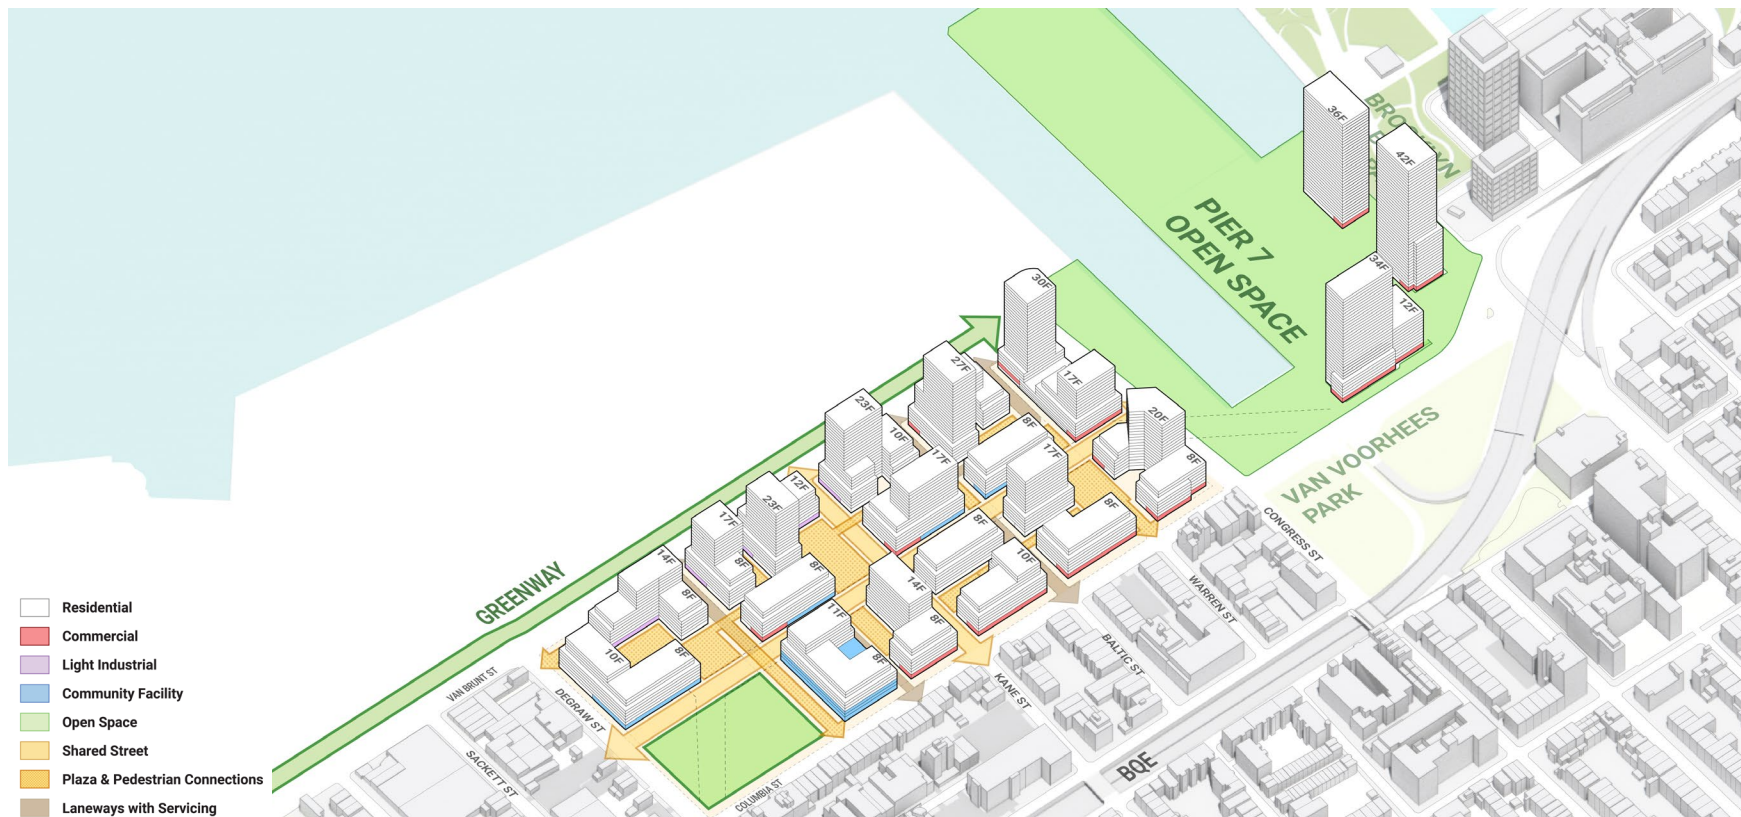 36F
BROOKLYN
42F
PIER 7
OPEN SPACE
34F
12F
30F
27F
17F
23F
20F
8F
10F
17F
17F
8F
12F
23F
8F
8F
17F
10F
14F
8F
8F
14F
8F
11F
8F
10F
8F
8F
VAN VOORHEES
PARK
GREENWAY
CONGRESS ST
WARREN ST
BALTIC ST
KANE ST
VAN BRUNT ST
DEGRAW ST
SACKETT ST
COLUMBIA ST
BQE
Residential
Commercial
Light Industrial
Community Facility
Open Space
Shared Street
Plaza & Pedestrian Connections
Laneways with Servicing